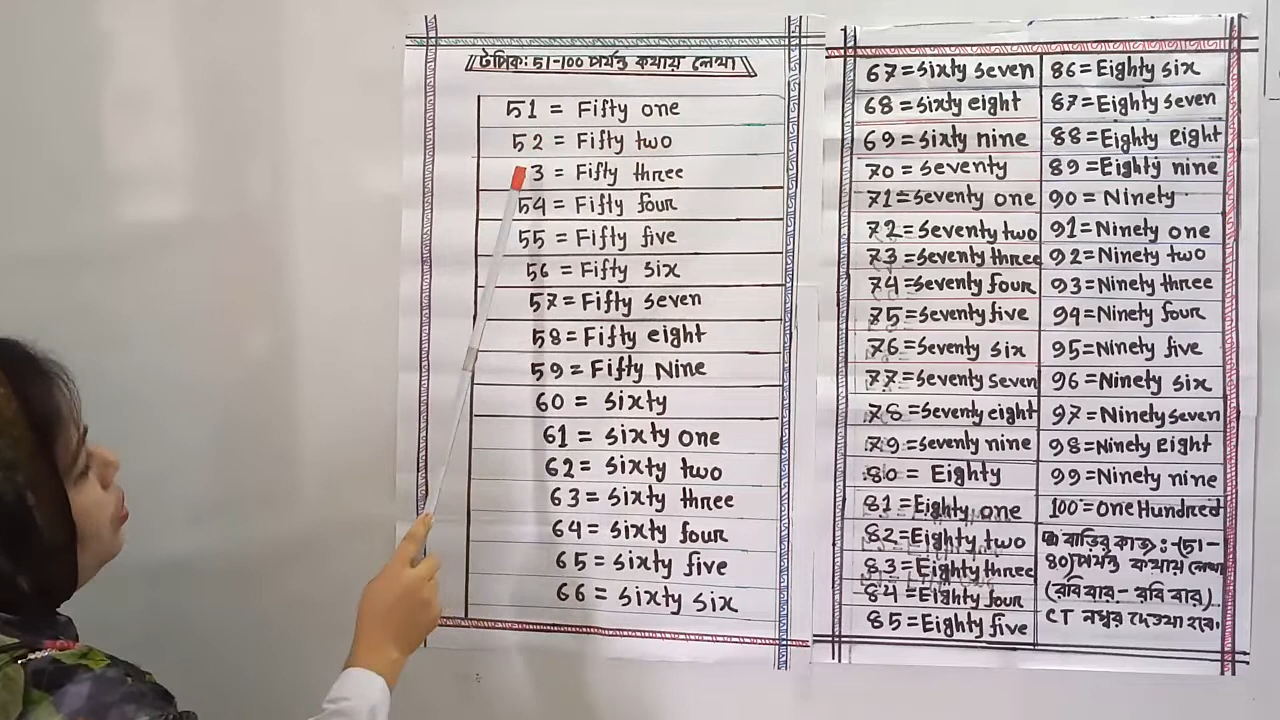 টপিক: 51-100 পর্যন্ত কথায় লেখা
51 = Fifty one
52 = Fifty two
3 = Fifty three
54 = Fifty four
55 = Fifty five
56 = Fifty six
57 = Fifty seven
58 = Fifty eight
59 = Fifty Nine
60 = sixty
61 = sixty one
62 = sixty two
63 = sixty three
64 = sixty four
65 = sixty five
66 = sixty six
67 = sixty seven
68 = sixty eight
69 = sixty nine
70 = seventy
71 = seventy one
72 = seventy two
73 = seventy three
74 = seventy four
75 = seventy five
76 = seventy six
77 = seventy seven
78 = seventy eight
79 = seventy nine
80 = Eighty
81 = Eighty one
82 = Eighty two
83 = Eighty three
84 = Eighty four
85 = Eighty five
86 = Eighty six
87 = Eighty seven
88 = Eighty Eight
89 = Eighty nine
90 = Ninety
91 = Ninety one
92 = Ninety two
93 = Ninety three
94 = Ninety four
95 = Ninety five
96 = Ninety six
97 = Ninety seven
98 = Ninety Eight
99 = Ninety nine
100 = One Hundred
বাড়ির কাজ:-(51-
80) পর্যন্ত কথায় লেখা
(রবি বার - রবি বার)
CT নম্বর দেওয়া হবে।